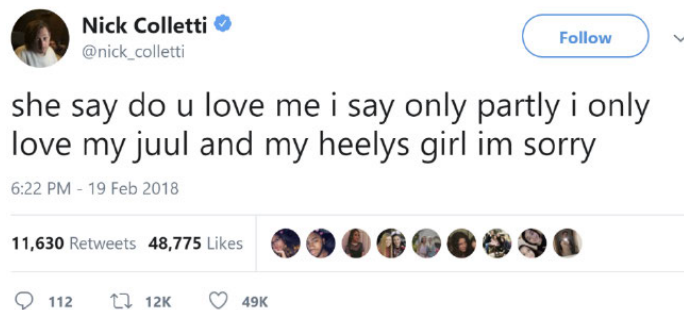 Nick Colletti
@nick_colletti
Follow
she say do u love me i say only partly i only
love my juul and my heelys girl im sorry
6:22 PM - 19 Feb 2018
11,630 Retweets 48,775 Likes
112 12K 49K